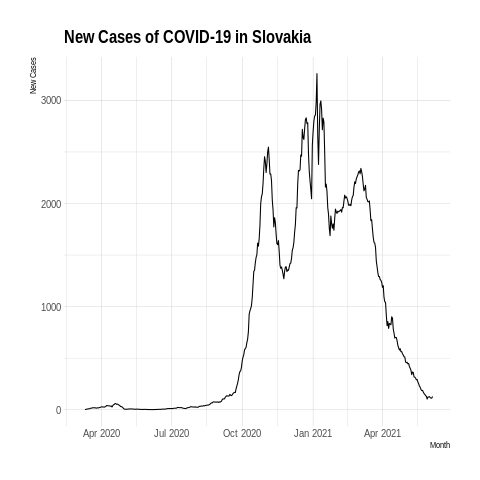 New Cases of COVID-19 in Slovakia
New Cases
3000
2000
1000
0
Apr 2020 Jul 2020 Oct 2020 Jan 2021 Apr 2021
Month